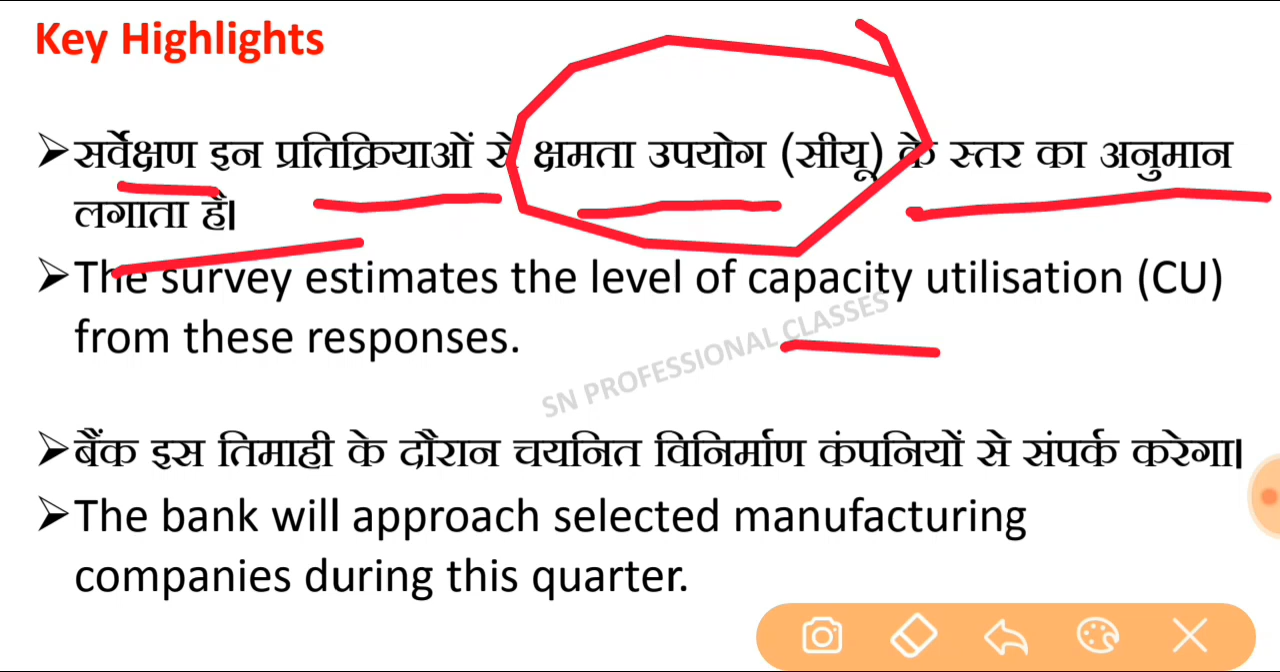 Key Highlights
➢सर्वेक्षण इन प्रतिक्रियाओं से क्षमता उपयोग (सीयू) के स्तर का अनुमान
लगाता है।
➢The survey estimates the level of capacity utilisation (CU)
from these responses.
SN PROFESSIONAL CLASSES
➢बैंक इस तिमाही के दौरान चयनित विनिर्माण कंपनियों से संपर्क करेगा।
➢The bank will approach selected manufacturing
companies during this quarter.